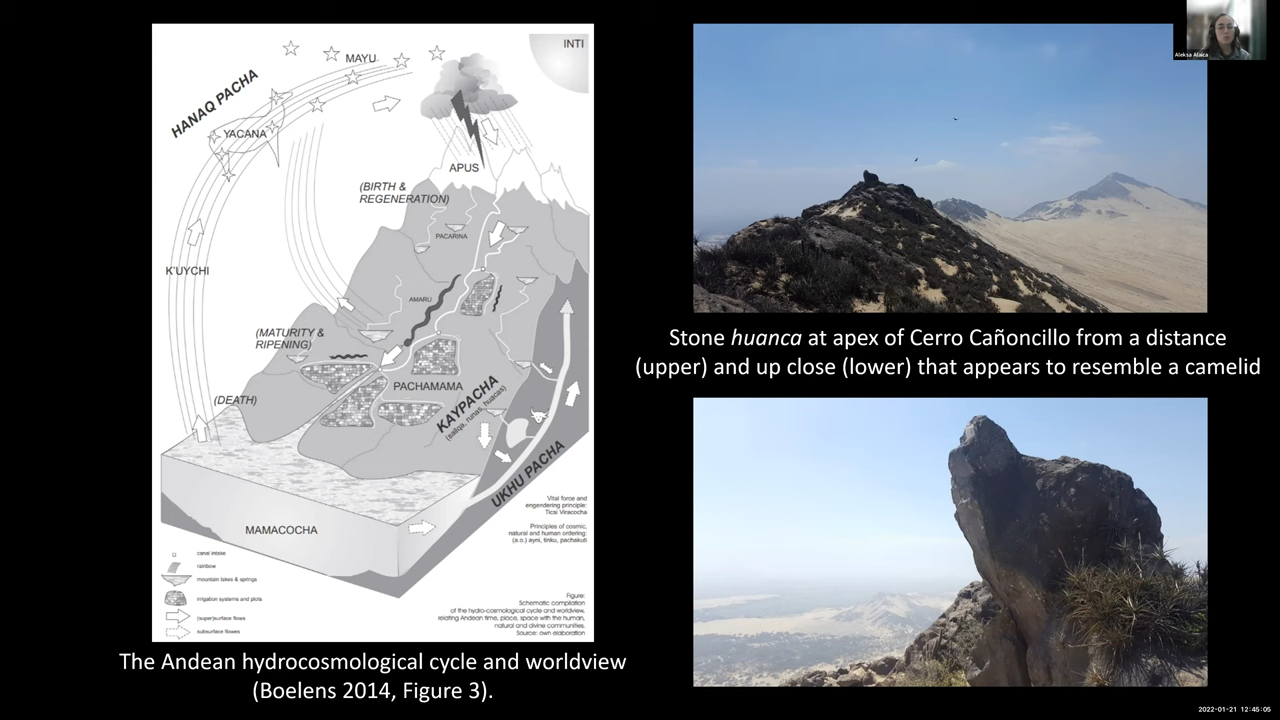 INTI
MAYU
HANAQ PACHA
YACANA
APUS
(BIRTH &
REGENERATION)
PACARINA
K'UYCHI
AMARU
(MATURITY &
RIPENING)
PACHAMAMA
KAYPACHA
(sallqa, runas, huacas)
(DEATH)
UKHU PACHA
MAMACOCHA
Vital force and
engendering principle:
Ticsi Viracocha
Principles of cosmic,
natural and human ordering:
(a.o.) ayni, tinku, pachakuti
canal intake
rainbow
mountain lakes & springs
irrigation systems and plots
(super)surface flows
subsurface flowes
Figure:
Schematic compilation
of the hydro-cosmological cycle and worldview,
relating Andean time, place, space with the human,
natural and divine communities.
Source: own elaboration
The Andean hydrocosmological cycle and worldview
(Boelens 2014, Figure 3).
Aleksa Alaica
Stone huanca at apex of Cerro Cañoncillo from a distance
(upper) and up close (lower) that appears to resemble a camelid
2022-01-21 12:45:05